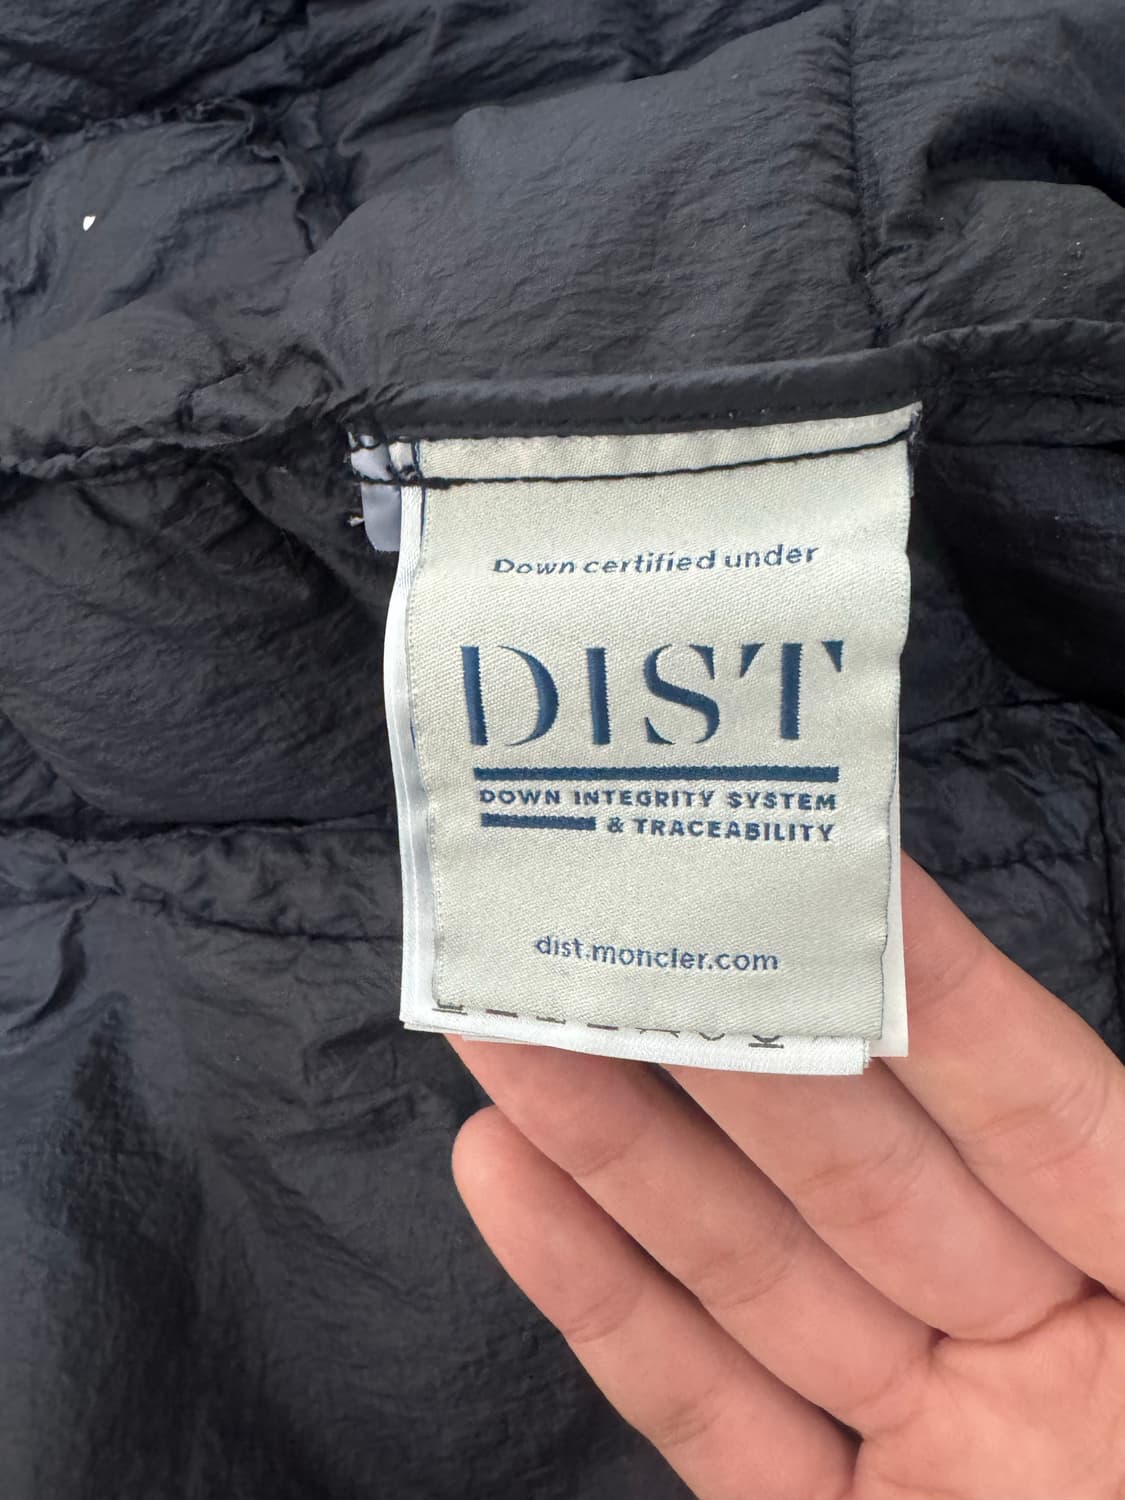 Down certified under
DIST
DOWN INTEGRITY SYSTEM
& TRACEABILITY
dist.moncler.com